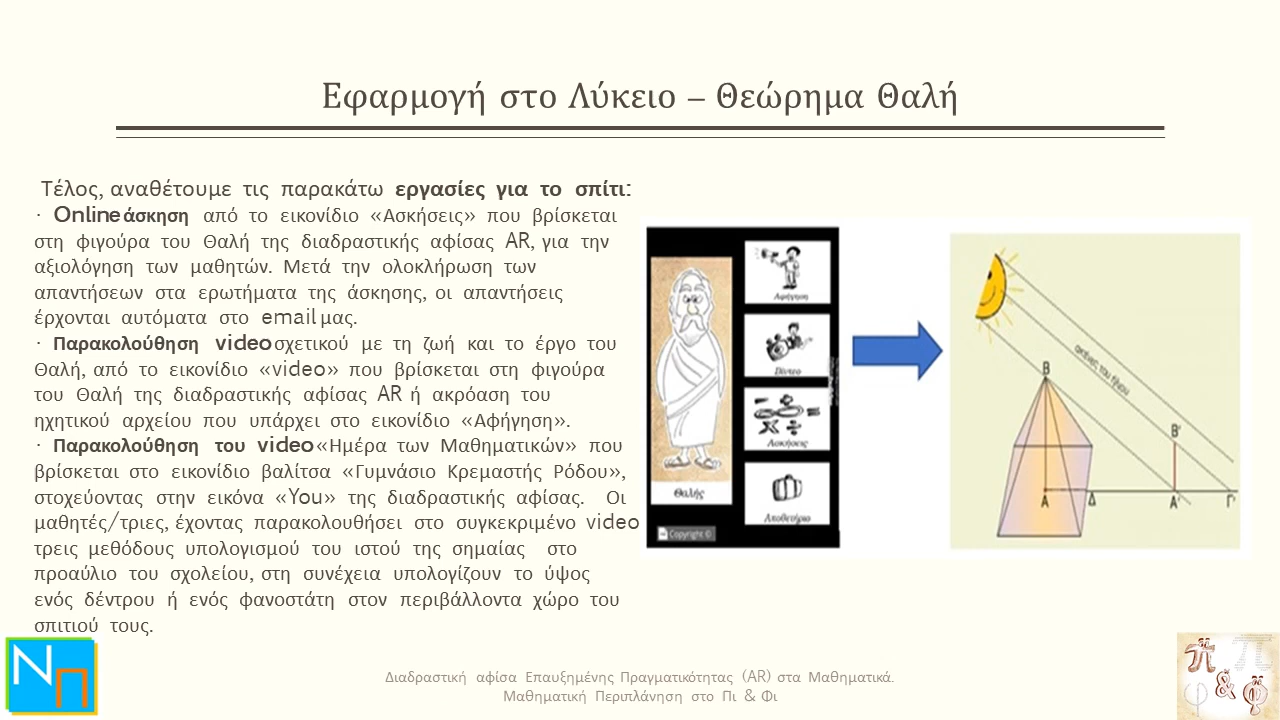 Εφαρμογή στο Λύκειο – Θεώρημα Θαλή
Τέλος, αναθέτουμε τις παρακάτω εργασίες για το σπίτι:
· Online άσκηση από το εικονίδιο «Ασκήσεις» που βρίσκεται
στη φιγούρα του Θαλή της διαδραστικής αφίσας AR, για την
αξιολόγηση των μαθητών. Μετά την ολοκλήρωση των
απαντήσεων στα ερωτήματα της άσκησης, οι απαντήσεις
έρχονται αυτόματα στο email μας.
· Παρακολούθηση video σχετικού με τη ζωή και το έργο του
Θαλή, από το εικονίδιο «video» που βρίσκεται στη φιγούρα
του Θαλή της διαδραστικής αφίσας AR ή ακρόαση του
ηχητικού αρχείου που υπάρχει στο εικονίδιο «Αφήγηση».
· Παρακολούθηση του video «Ημέρα των Μαθηματικών» που
βρίσκεται στο εικονίδιο βαλίτσα «Γυμνάσιο Κρεμαστής Ρόδου»,
στοχεύοντας στην εικόνα «You» της διαδραστικής αφίσας. Οι
μαθητές/τριες, έχοντας παρακολουθήσει στο συγκεκριμένο video
τρεις μεθόδους υπολογισμού του ιστού της σημαίας στο
προαύλιο του σχολείου, στη συνέχεια υπολογίζουν το ύψος
ενός δέντρου ή ενός φανοστάτη στον περιβάλλοντα χώρο του
σπιτιού τους.
Αφήγηση
Βίντεο
Ασκήσεις
Αποθετήριο
Θαλής
Copyright ©
ακτίνες του ήλιου
B
B'
A
Δ
A'
Γ'
Νπ
π & φ
Διαδραστική αφίσα Επαυξημένης Πραγματικότητας (AR) στα Μαθηματικά.
Μαθηματική Περιπλάνηση στο Πι & Φι